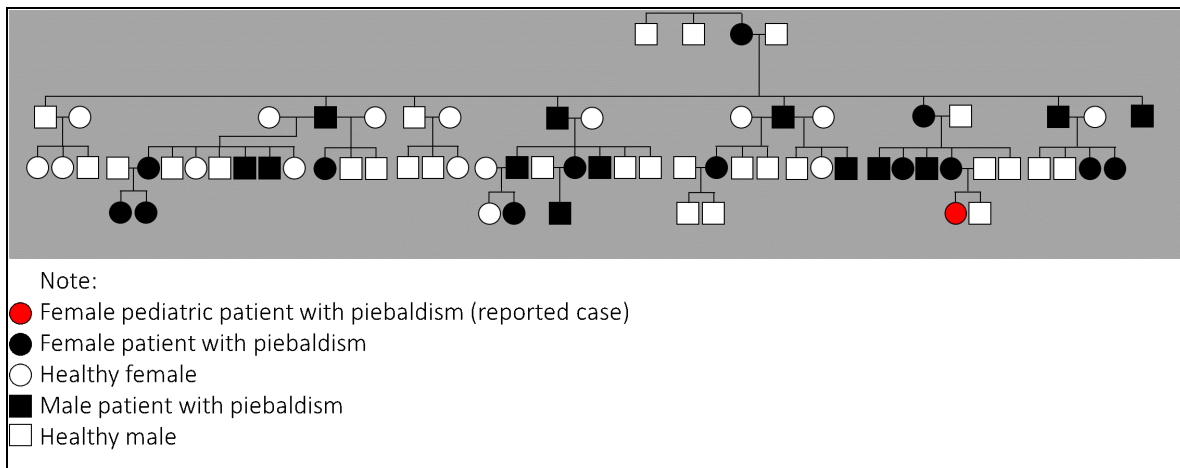 Note:
Female pediatric patient with piebaldism (reported case)
Female patient with piebaldism
Healthy female
Male patient with piebaldism
Healthy male